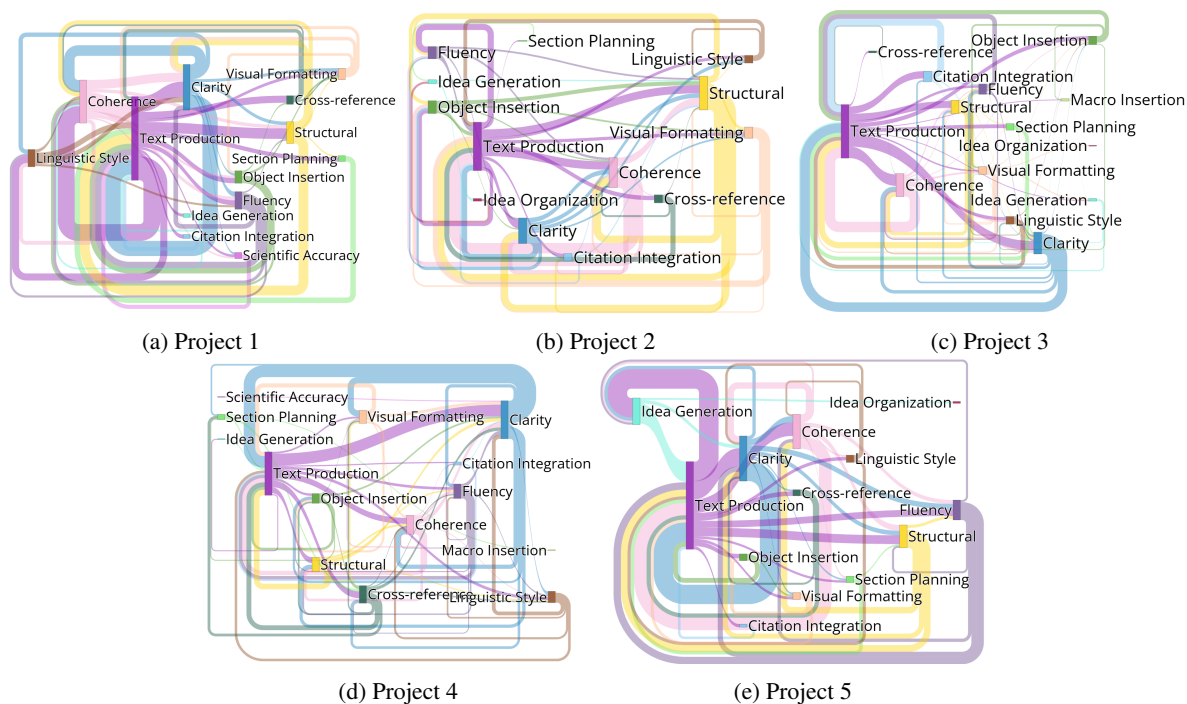 Visual Formatting
Clarity
Coherence
Cross-reference
Text Production
Structural
Linguistic Style
Section Planning
Object Insertion
Fluency
Idea Generation
Citation Integration
Scientific Accuracy
(a) Project 1
Section Planning
Fluency
Linguistic Style
Idea Generation
Structural
Object Insertion
Visual Formatting
Text Production
Coherence
Idea Organization
Cross-reference
Clarity
Citation Integration
(b) Project 2
Object Insertion
Cross-reference
Citation Integration
Fluency
Macro Insertion
Structural
Section Planning
Text Production
Idea Organization
Visual Formatting
Coherence
Idea Generation
Linguistic Style
Clarity
(c) Project 3
Scientific Accuracy
Section Planning
Visual Formatting
Clarity
Idea Generation
Citation Integration
Text Production
Fluency
Object Insertion
Coherence
Macro Insertion
Structural
Cross-reference
Linguistic Style
(d) Project 4
Idea Generation
Idea Organization
Coherence
Clarity
Linguistic Style
Cross-reference
Text Production
Fluency
Structural
Object Insertion
Section Planning
Visual Formatting
Citation Integration
(e) Project 5